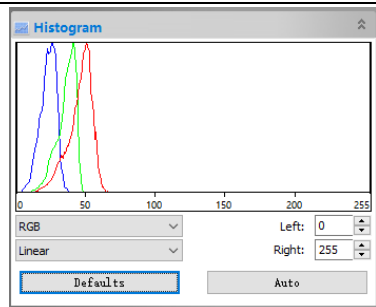 Histogram
0 50 100 150 200 255
RGB Left: 0
Linear Right: 255
Defaults Auto